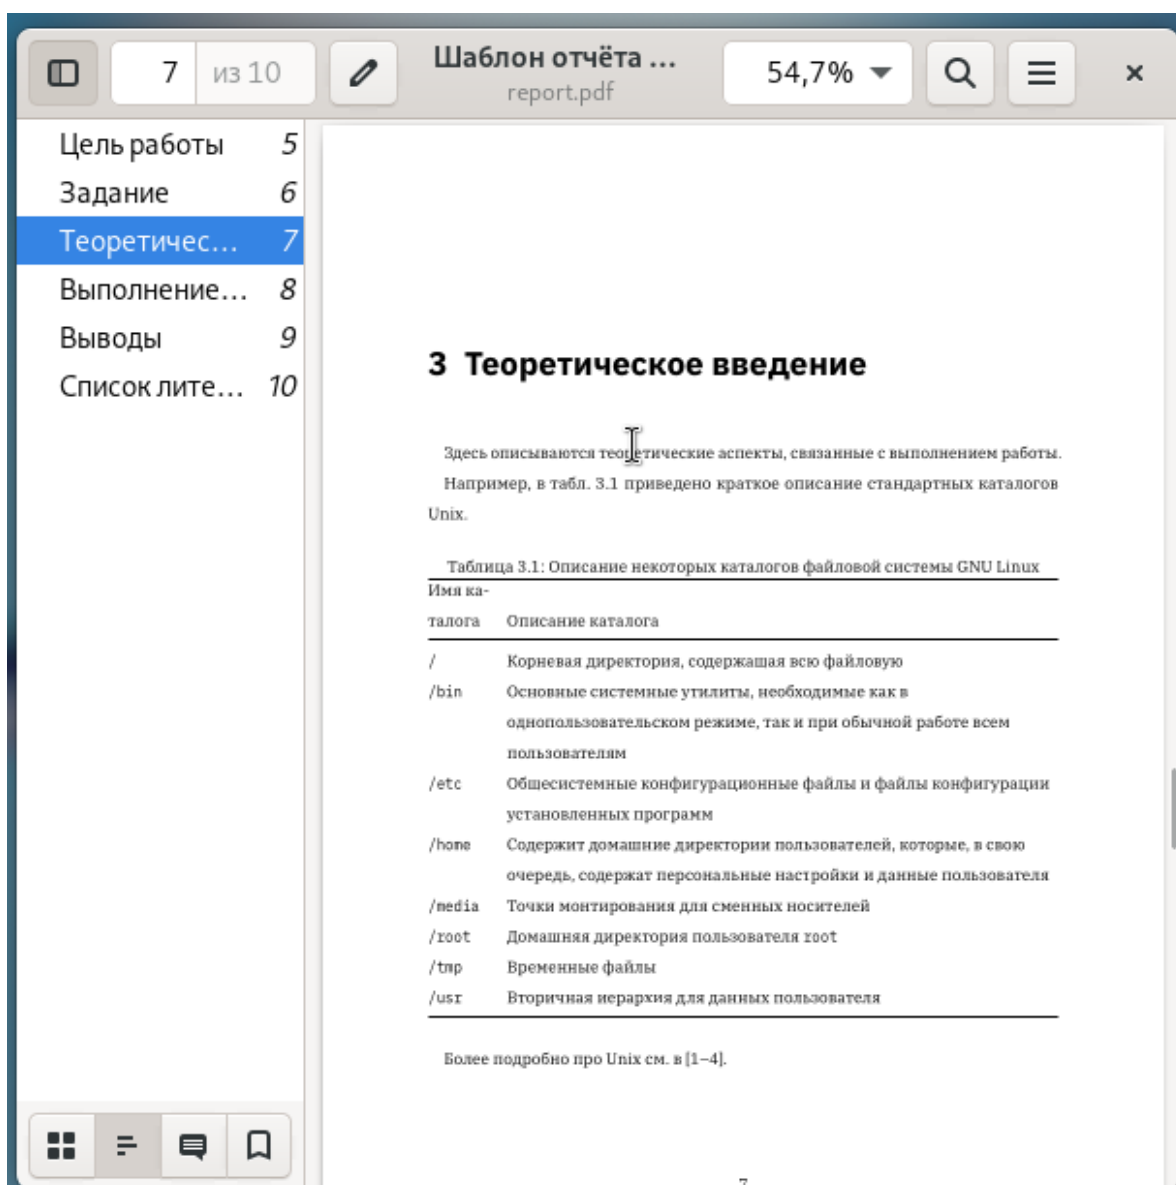 7 из 10
Шаблон отчёта ...
report.pdf
54,7%
Цель работы 5
Задание 6
Теоретичес... 7
Выполнение... 8
Выводы 9
Список лите... 10
3 Теоретическое введение
Здесь описываются теоретические аспекты, связанные с выполнением работы.
Например, в табл. 3.1 приведено краткое описание стандартных каталогов
Unix.
Таблица 3.1: Описание некоторых каталогов файловой системы GNU Linux
Имя ка-
талога Описание каталога
/ Корневая директория, содержащая всю файловую
/bin Основные системные утилиты, необходимые как в
однопользовательском режиме, так и при обычной работе всем
пользователям
/etc Общесистемные конфигурационные файлы и файлы конфигурации
установленных программ
/home Содержит домашние директории пользователей, которые, в свою
очередь, содержат персональные настройки и данные пользователя
/media Точки монтирования для сменных носителей
/root Домашняя директория пользователя root
/tmp Временные файлы
/usr Вторичная иерархия для данных пользователя
Более подробно про Unix см. в [1–4].
7